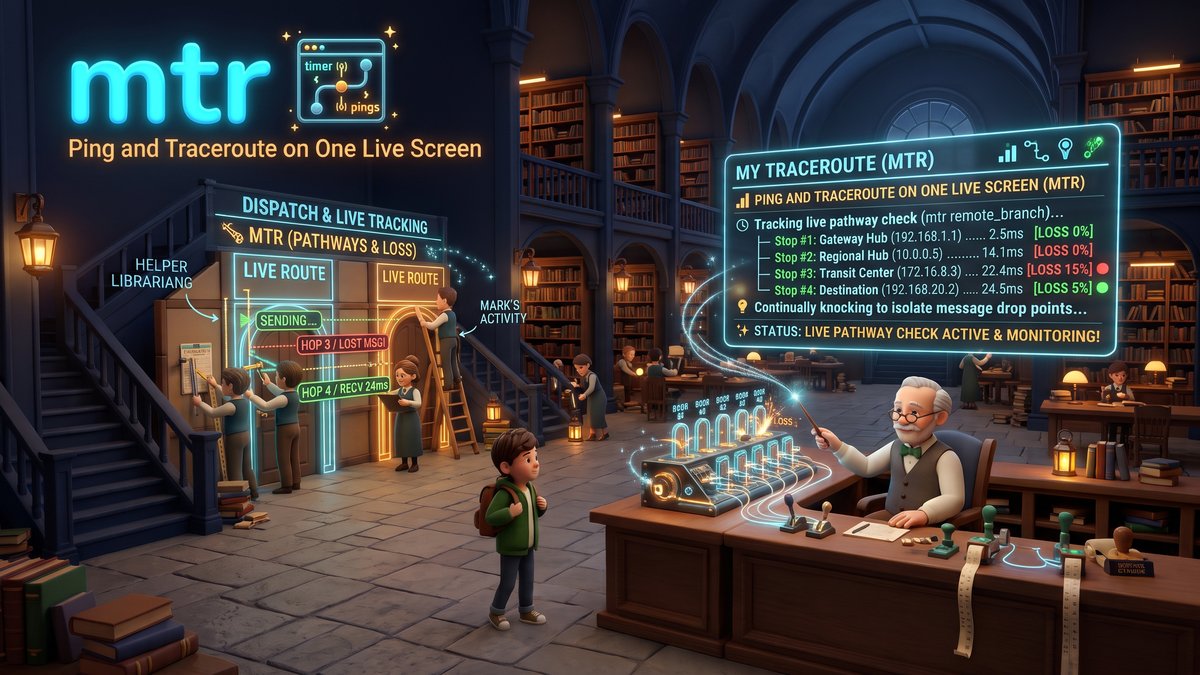 mtr
timer
pings
Ping and Traceroute on One Live Screen
DISPATCH & LIVE TRACKING
MTR (PATHWAYS & LOSS)
LIVE ROUTE
LIVE ROUTE
HELPER
LIBRARIANG
MARK'S
ACTIVITY
SENDING...
HOP 3 / LOST MSG!
HOP 4 / RECV 24ms
MY TRACEROUTE (MTR)
PING AND TRACEROUTE ON ONE LIVE SCREEN (MTR)
Tracking live pathway check (mtr remote_branch)...
Stop #1: Gateway Hub (192.168.1.1) ...... 2.5ms [LOSS 0%]
Stop #2: Regional Hub (10.0.0.5) ........... 14.1ms [LOSS 0%]
Stop #3: Transit Center (172.16.8.3) ... 22.4ms [LOSS 15%]
Stop #4: Destination (192.168.20.2) .... 24.5ms [LOSS 5%]
Continually knocking to isolate message drop points...
STATUS: LIVE PATHWAY CHECK ACTIVE & MONITORING!
LOSS